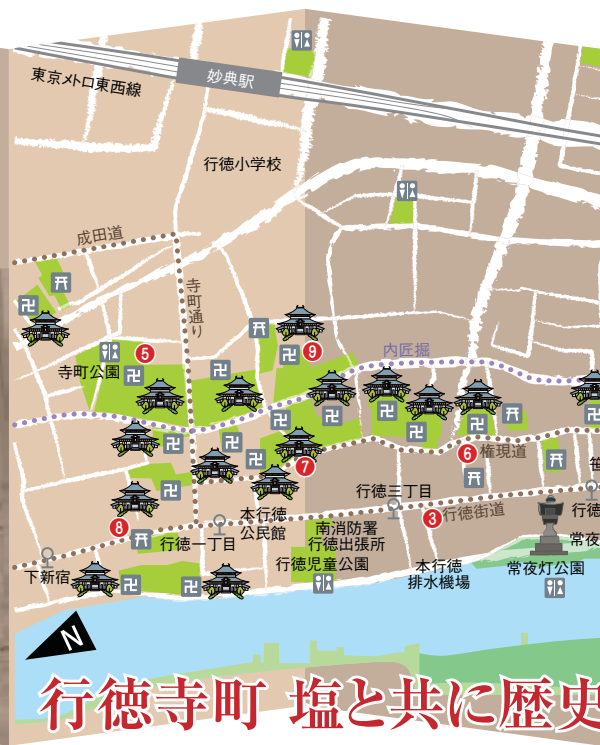 妙典駅
東京メトロ東西線
行徳小学校
成田道
寺町通り
5
9
寺町公園
内匠堀
7
6
権現道
行徳三丁目
3
行徳街道
8
本行徳
公民館
行徳一丁目
南消防署
行徳出張所
行徳児童公園
下新宿
本行徳
排水機場
笹
行徳
常夜
常夜灯公園
N
行徳寺町 塩と共に歴史